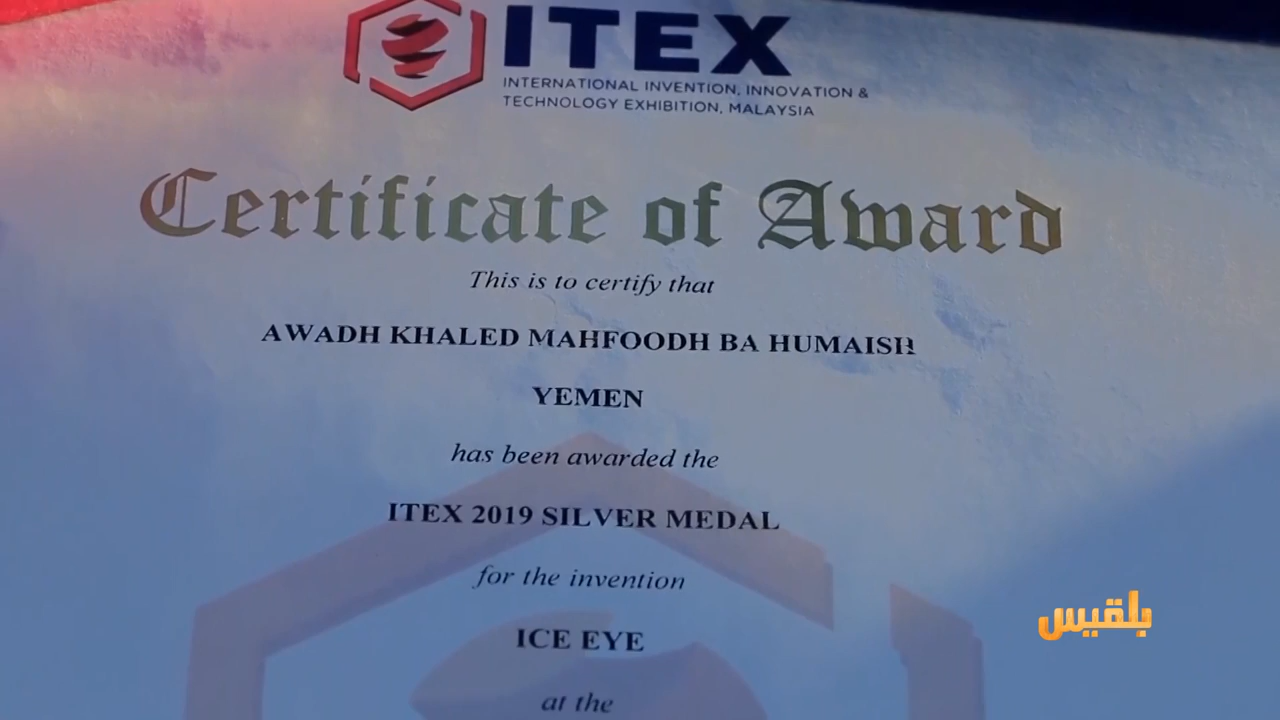 ITEX
INTERNATIONAL INVENTION, INNOVATION &
TECHNOLOGY EXHIBITION, MALAYSIA
Certificate of Award
This is to certify that
AWADH KHALED MAHFOODH BA HUMAISH
YEMEN
has been awarded the
ITEX 2019 SILVER MEDAL
for the invention
ICE EYE
at the
بلقيس